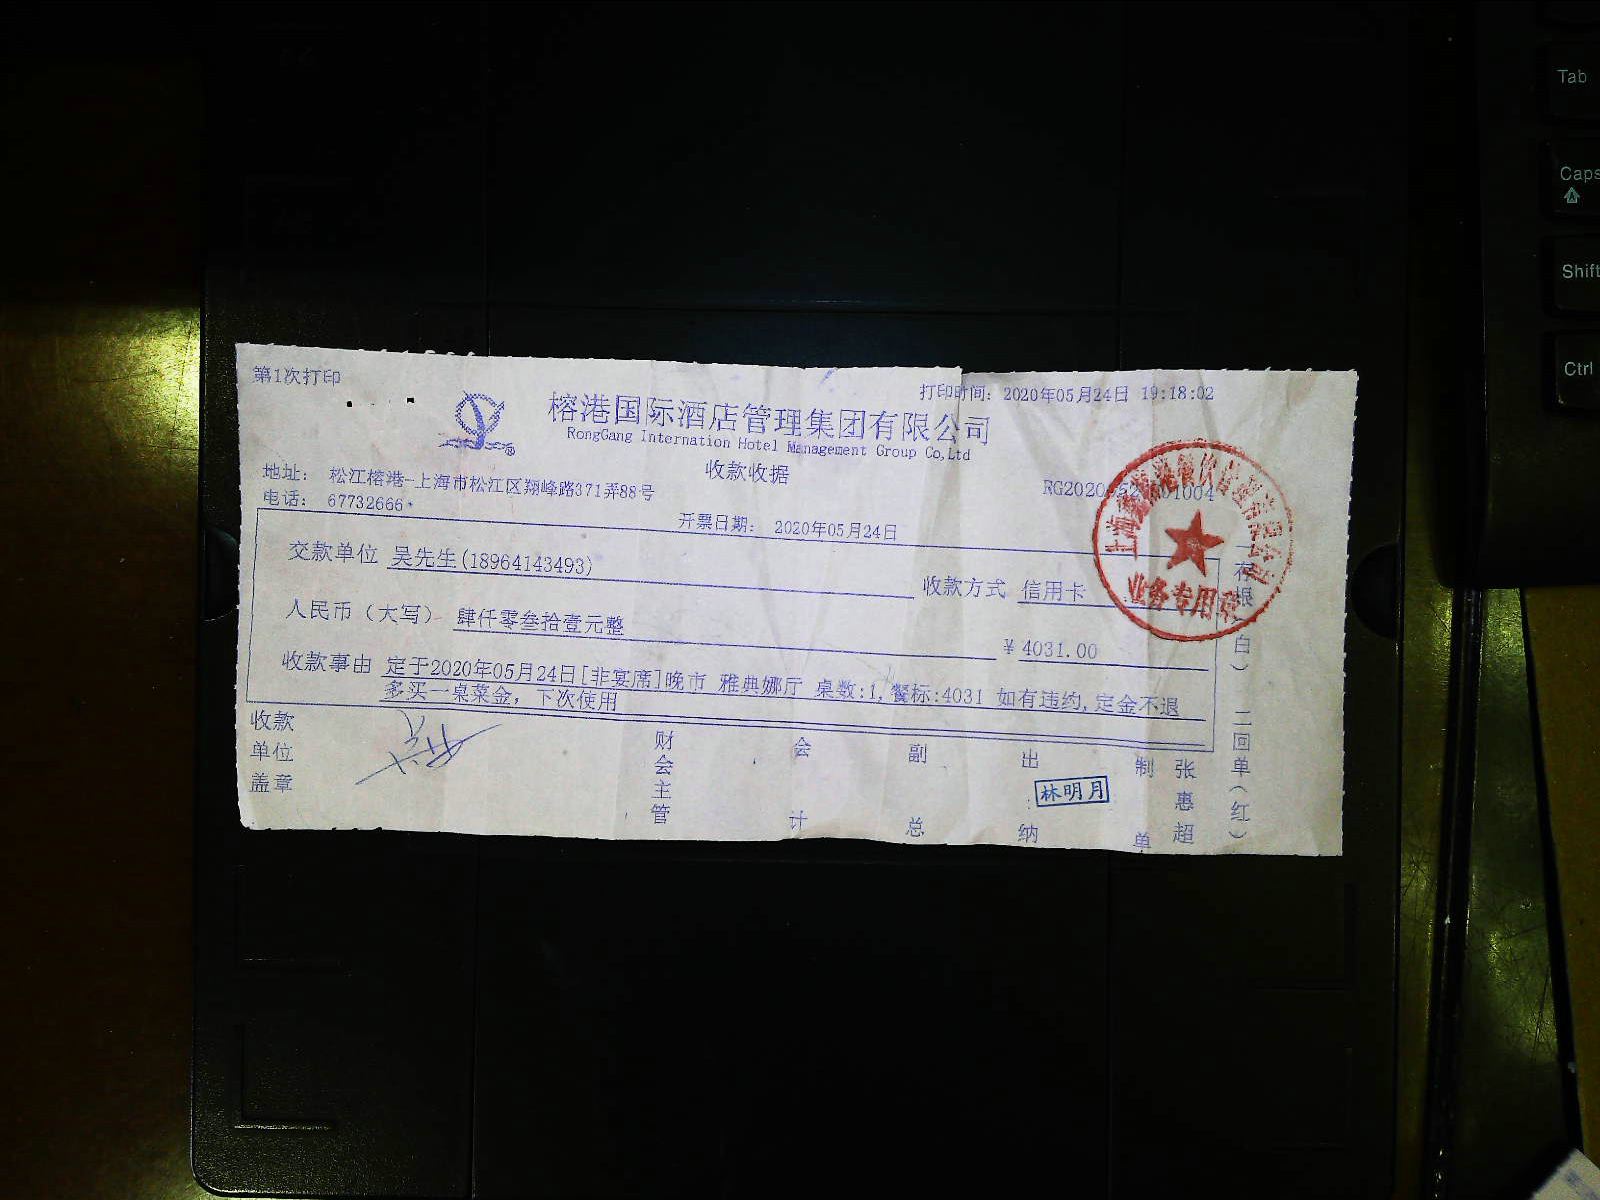 第1次打印
打印时间: 2020年05月24日 19:18:02
榕港国际酒店管理集团有限公司
RongGang Internation Hotel Management Group Co,Ltd
收款收据
地址: 松江榕港-上海市松江区翔峰路371弄88号
电话: 67732666
开票日期: 2020年05月24日
交款单位 吴先生(18964143493)
收款方式 信用卡
人民币（大写） 肆仟零叁拾壹元整
￥4031.00
收款事由 定于2020年05月24日[非宴席]晚市 雅典娜厅 桌数:1,餐标:4031 如有违约,定金不退
多买一桌菜金, 下次使用
收款单位盖章
财会主管
会计
副总
出纳
林明月
制单
张惠超
存根（白）
二回单（红）
业务专用章
Tab
Caps
Shift
Ctrl